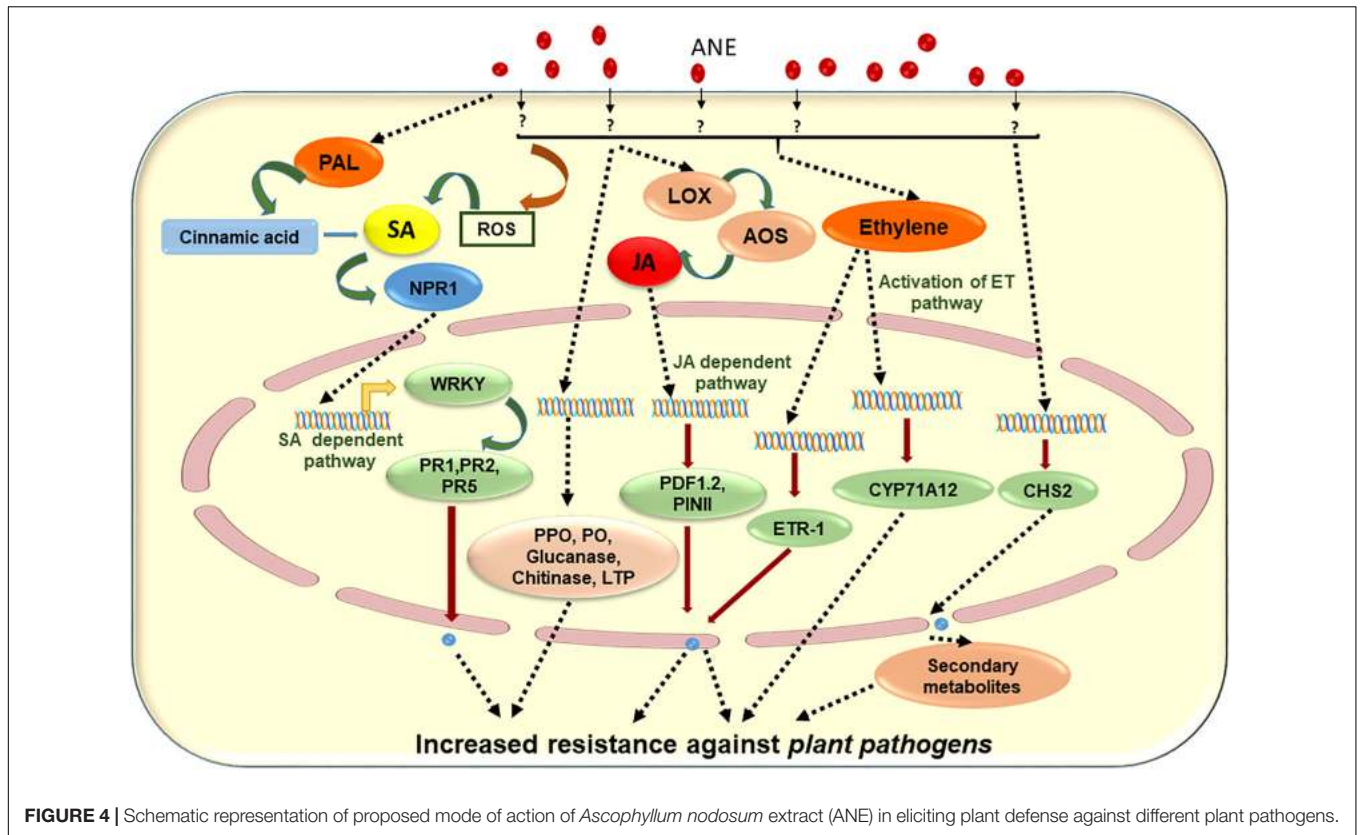 ANE
?
?
?
?
?
PAL
LOX
Cinnamic acid
SA
ROS
AOS
Ethylene
JA
NPR1
Activation of ET
pathway
JA dependent
pathway
WRKY
SA dependent
pathway
PR1,PR2,
PR5
PDF1.2,
PINII
CYP71A12
CHS2
ETR-1
PPO, PO,
Glucanase,
Chitinase, LTP
Secondary
metabolites
Increased resistance against plant pathogens
FIGURE 4 | Schematic representation of proposed mode of action of Ascophyllum nodosum extract (ANE) in eliciting plant defense against different plant pathogens.